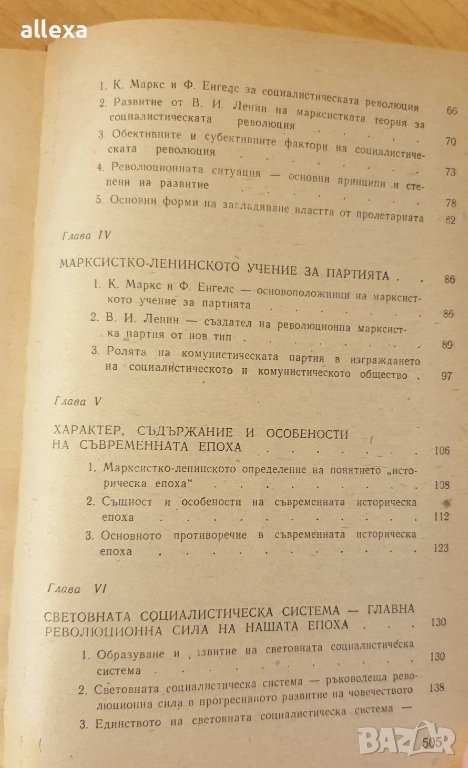 allexa
1. К. Маркс и Ф. Енгелс за социалистическата революция 66
2. Развитие от В. И. Ленин на марксистката теория за
социалистическата революция . . . . 70
3. Обективните и субективните фактори на социалистиче-
ската революция . . . . . . 73
4. Революционната ситуация — основни принципи и сте-
пени на развитие . . . . . . 78
5. Основни форми на загладяване властта от пролетариата 82
Глава IV
МАРКСИСТКО-ЛЕНИНСКОТО УЧЕНИЕ ЗА ПАРТИЯТА . . 86
1. К. Маркс и Ф. Енгелс — основоположници на марксист-
кото учение за партията . . . . . 86
2. В. И. Ленин — създател на революционна марксист-
ка партия от нов тип . . . . . . 89
3. Ролята на комунистическата партия в изграждането
на социалистическото и комунистическото общество . 97
Глава V
ХАРАКТЕР, СЪДЪРЖАНИЕ И ОСОБЕНОСТИ
НА СЪВРЕМЕННАТА ЕПОХА . . . . . . 106
1. Марксистко-ленинското определение на понятието „исто-
рическа епоха“ . . . . . . . 108
2. Същност и особености на съвременната историческа
епоха . . . . . . . . . 112
3. Основното противоречие в съвременната историческа
епоха . . . . . . . . . 123
Глава VI
СВЕТОВНАТА СОЦИАЛИСТИЧЕСКА СИСТЕМА — ГЛАВНА
РЕВОЛЮЦИОННА СИЛА НА НАШАТА ЕПОХА . . . 130
1. Образуване и азвитие на световната социалистическа
система . . . . . . . . . 130
2. Световната социалистическа система — ръководеща рево-
люционна сила в прогресивното развитие на човечеството 138
3. Единството на световната социалистическа система —
505
BAZAR